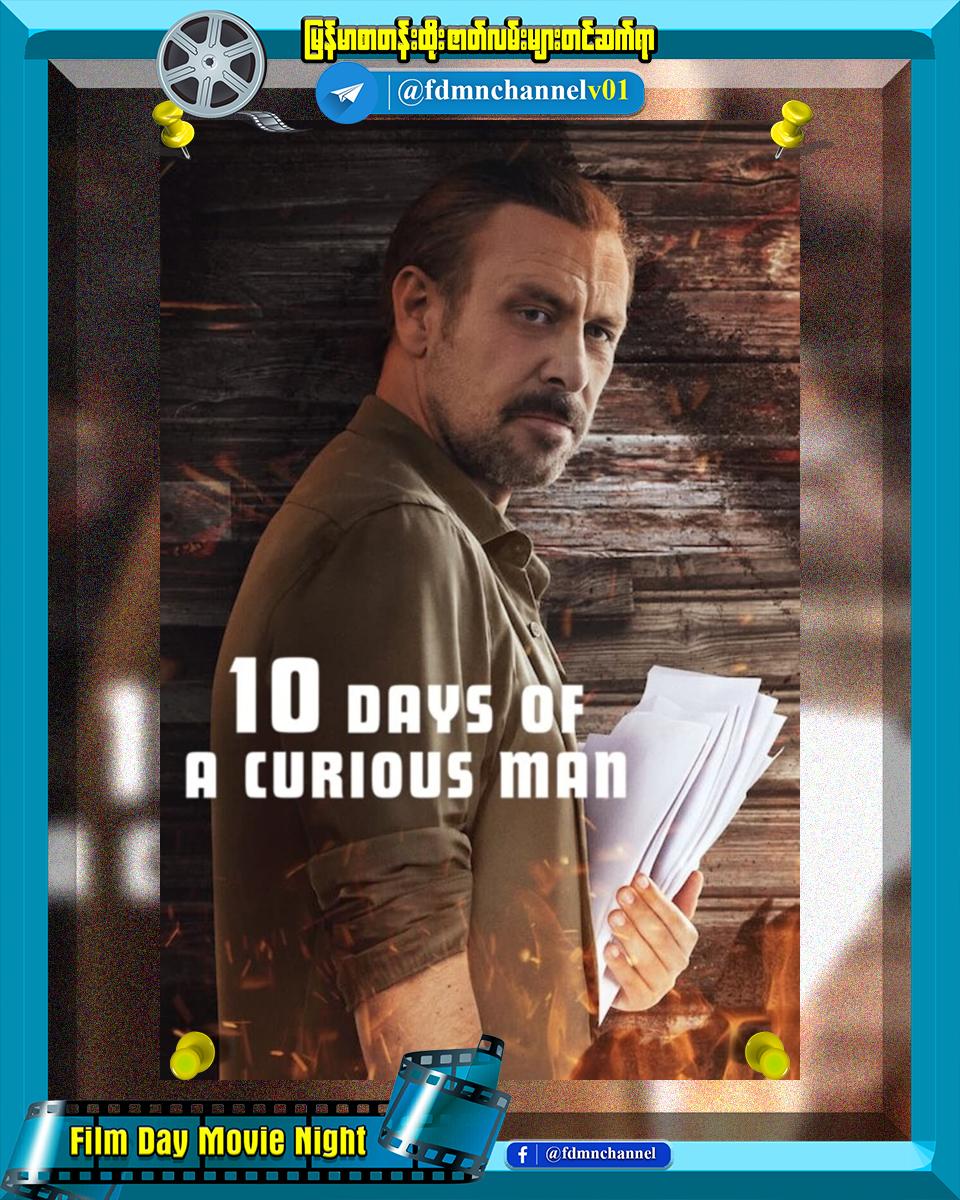 မြန်မာစာတန်းထိုးဇာတ်လမ်းများတင်ဆက်ရာ
@fdmnchannelv01
10 DAYS OF
A CURIOUS MAN
Film Day Movie Night
@fdmnchannel